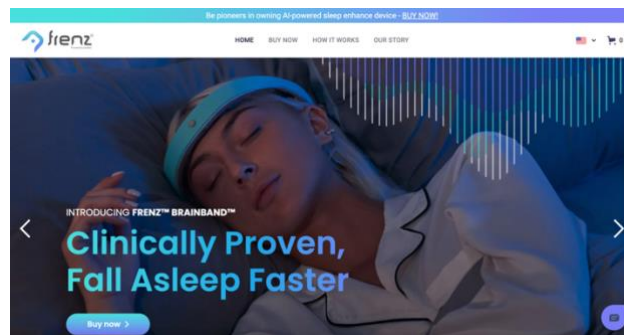 Be pioneers in owning AI-powered sleep enhance device - BUY NOW!
frenz
HOME BUY NOW HOW IT WORKS OUR STORY
0
INTRODUCING FRENZ™ BRAINBAND™
Clinically Proven,
Fall Asleep Faster
Buy now >